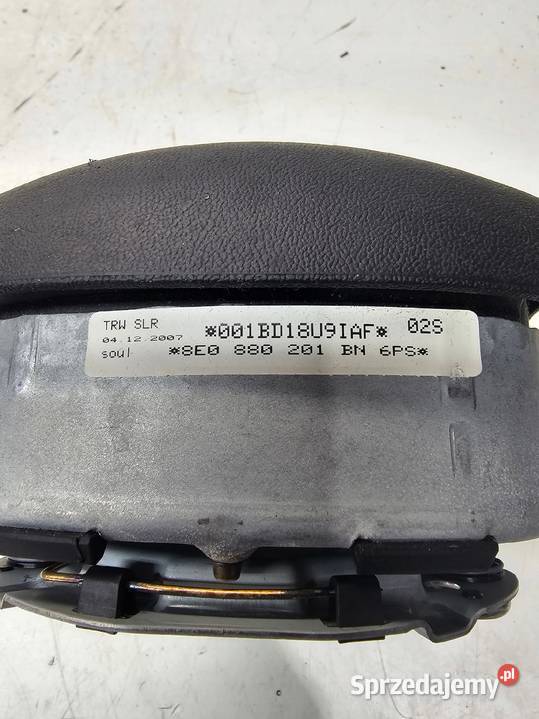 TRW SLR *001BD18U9IAF* 02S
04.12.2007
soul *8E0 880 201 BN 6PS*
Sprzedajemy.pl